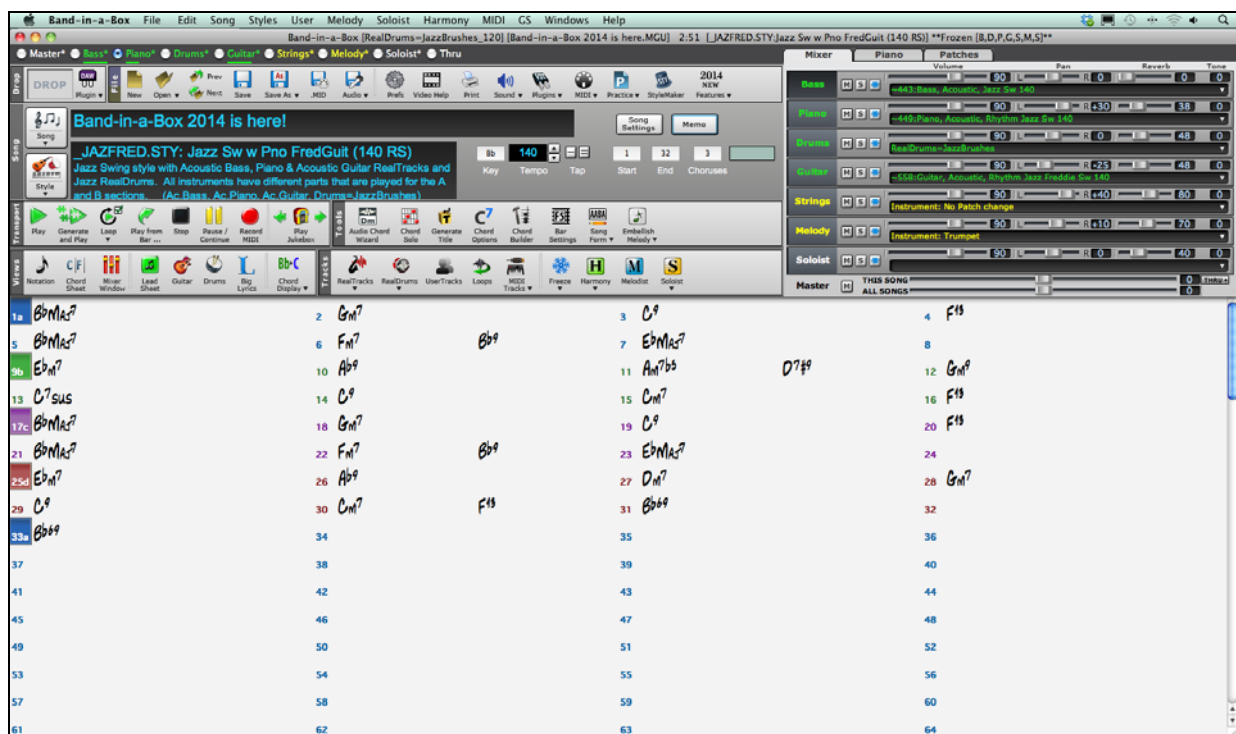 Band-in-a-Box File Edit Song Styles User Melody Soloist Harmony MIDI GS Windows Help
Band-in-a-Box [RealDrums=JazzBrushes_120] [Band-in-a-Box 2014 is here.MGU] 2:51 [_JAZFRED.STY:Jazz Sw w Pno FredGuit (140 RS)] **Frozen [B,D,P,G,S,M,S]**
Master* Bass* Piano* Drums* Guitar* Strings* Melody* Soloist* Thru
Mixer Piano Patches
Volume Pan Reverb Tone
Drop DROP DAW Plugin File New Open Prev Next Save Save As .MID Audio Prefs Video Help Print Sound Plugins MIDI Practice StyleMaker 2014 NEW Features
Bass M S 90 L R 0 0 0
~443:Bass, Acoustic, Jazz Sw 140
Piano M S 90 L R +30 38 0
~449:Piano, Acoustic, Rhythm Jazz Sw 140
Drums M S 90 L R 0 48 0
RealDrums=JazzBrushes
Guitar M S 90 L R -25 48 0
~558:Guitar, Acoustic, Rhythm Jazz Freddie Sw 140
Strings M S 90 L R +40 80 0
Instrument: No Patch change
Melody M S 90 L R +10 70 0
Instrument: Trumpet
Soloist M S 90 L R 0 40 0
Master M THIS SONG 0 THRU
ALL SONGS 0
Song Song Band-in-a-Box 2014 is here! Song Settings Memo
Style _JAZFRED.STY: Jazz Sw w Pno FredGuit (140 RS)
Jazz Swing style with Acoustic Bass, Piano & Acoustic Guitar RealTracks and
Jazz RealDrums. All instruments have different parts that are played for the A
and B sections. (Ac.Bass, Ac.Piano, Ac.Guitar, Drums=JazzBrushes)
Bb 140 1 32 3
Key Tempo Tap Start End Choruses
Transport Play Generate and Play Loop Play from Bar ... Stop Pause / Continue Record MIDI Play Jukebox Tools Audio Chord Wizard Chord Solo Generate Title Chord Options Chord Builder Bar Settings Song Form Embellish Melody
Views Notation Chord Sheet Mixer Window Lead Sheet Guitar Drums Big Lyrics Chord Display Tracks RealTracks RealDrums UserTracks Loops MIDI Tracks Freeze Harmony Melodist Soloist
1a BbMaj7 2 Gm7 3 C9 4 F13
5 BbMaj7 6 Fm7 Bb9 7 EbMaj7 8
9b Ebm7 10 Ab9 11 Am7b5 D7#9 12 Gm9
13 C7sus 14 C9 15 Cm7 16 F13
17c BbMaj7 18 Gm7 19 C9 20 F13
21 BbMaj7 22 Fm7 Bb9 23 EbMaj7 24
25d Ebm7 26 Ab9 27 Dm7 28 Gm7
29 C9 30 Cm7 F13 31 Bb69 32
33a Bb69 34 35 36
37 38 39 40
41 42 43 44
45 46 47 48
49 50 51 52
53 54 55 56
57 58 59 60
61 62 63 64